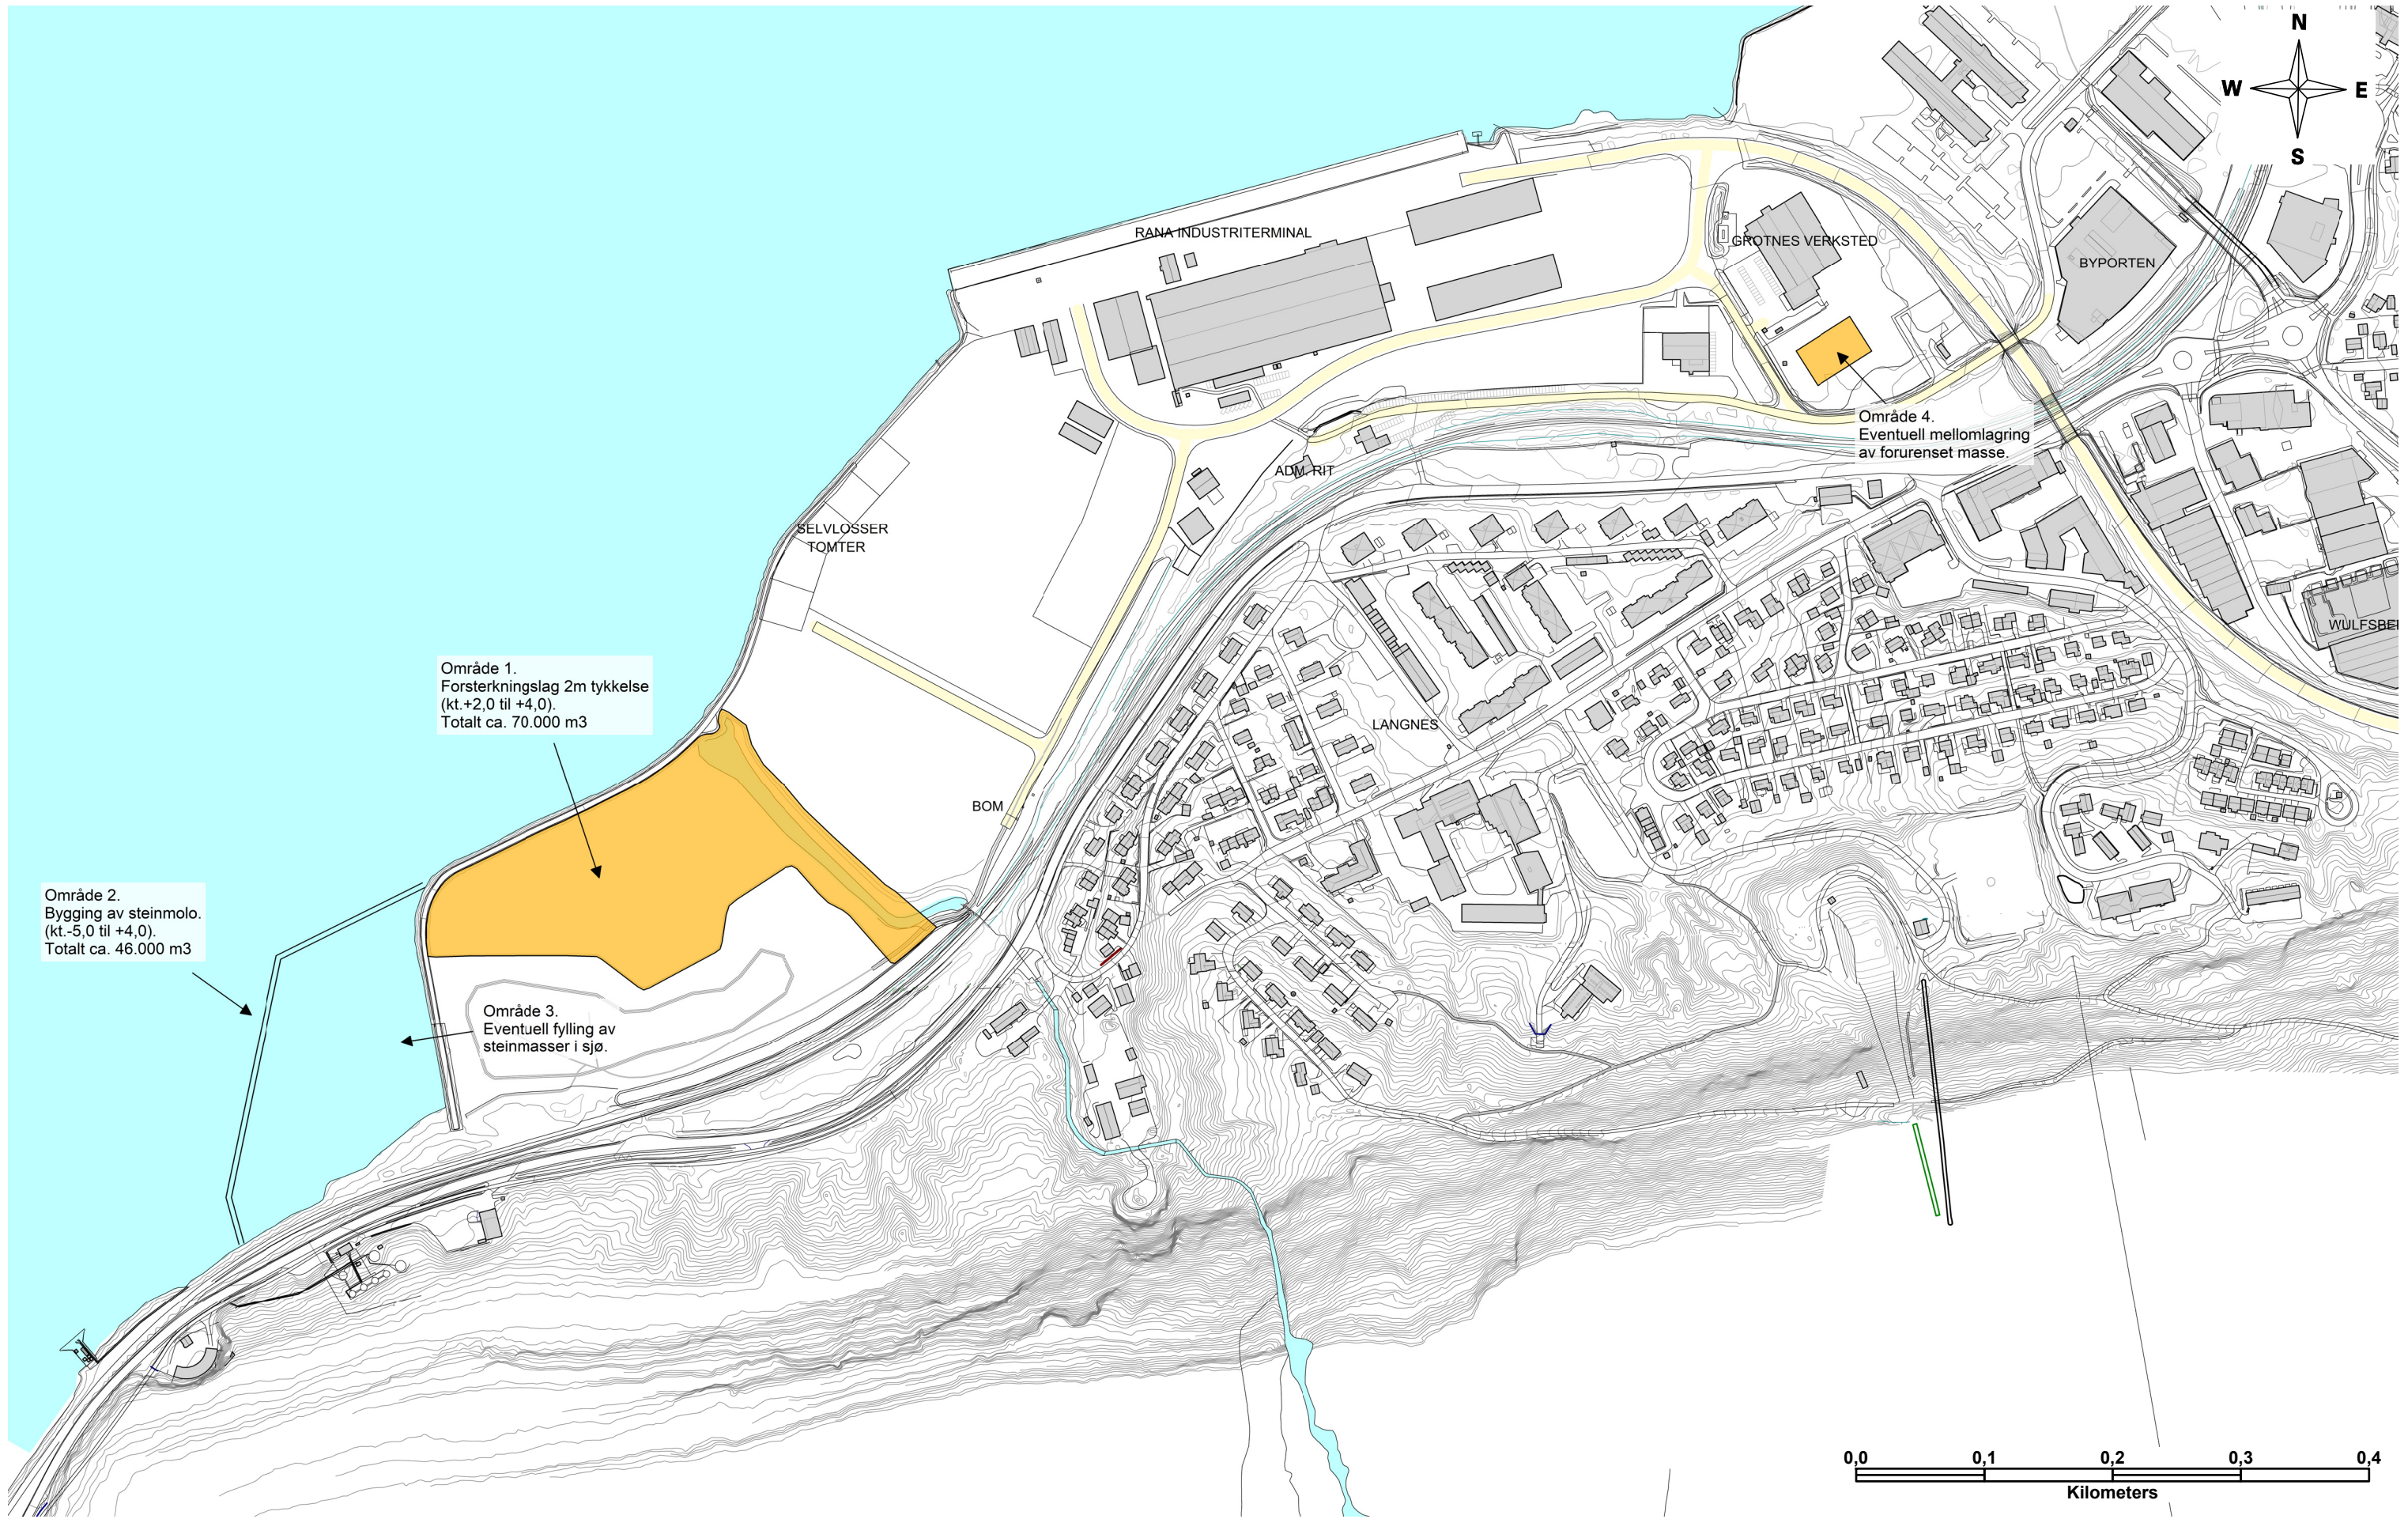 N
W E
S
RANA INDUSTRITERMINAL
GROTNES VERKSTED
BYPORTEN
Område 4.
Eventuell mellomlagring
av forurenset masse.
ADM. RIT
SELVLOSSER
TOMTER
WULFSBE
Område 1.
Forsterkningslag 2m tykkelse
(kt.+2,0 til +4,0).
Totalt ca. 70.000 m3
LANGNES
BOM
Område 2.
Bygging av steinmolo.
(kt.-5,0 til +4,0).
Totalt ca. 46.000 m3
Område 3.
Eventuell fylling av
steinmasser i sjø.
0,0 0,1 0,2 0,3 0,4
Kilometers